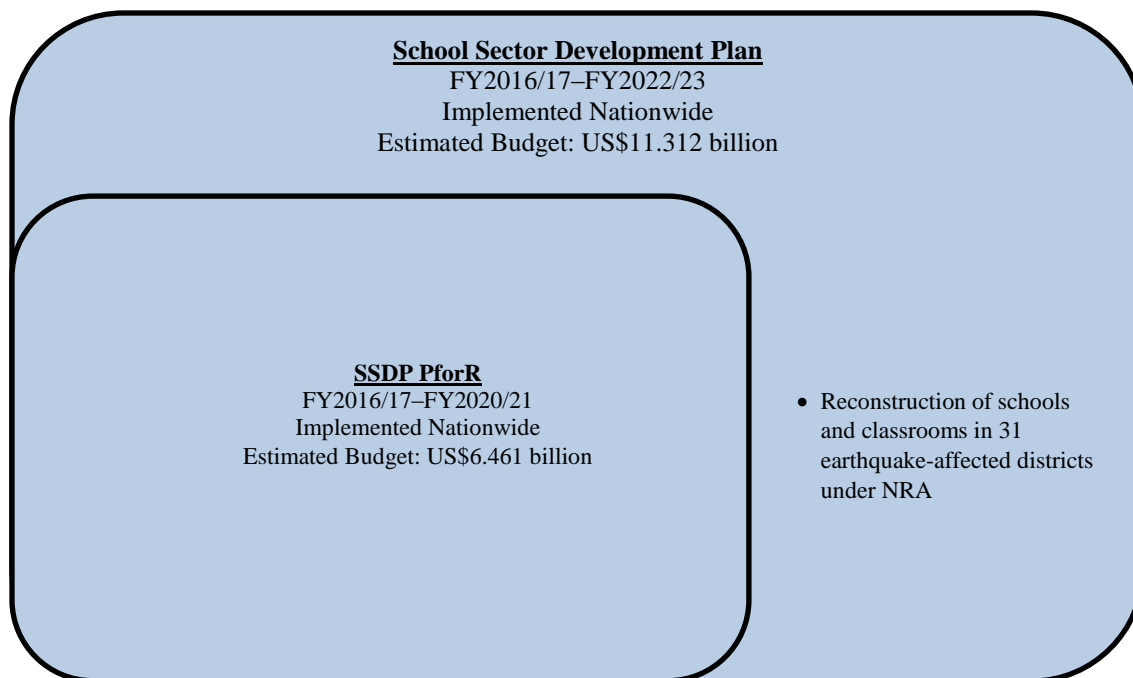 School Sector Development Plan
FY2016/17–FY2022/23
Implemented Nationwide
Estimated Budget: US$11.312 billion
SSDP PforR
FY2016/17–FY2020/21
Implemented Nationwide
Estimated Budget: US$6.461 billion
• Reconstruction of schools
and classrooms in 31
earthquake-affected districts
under NRA